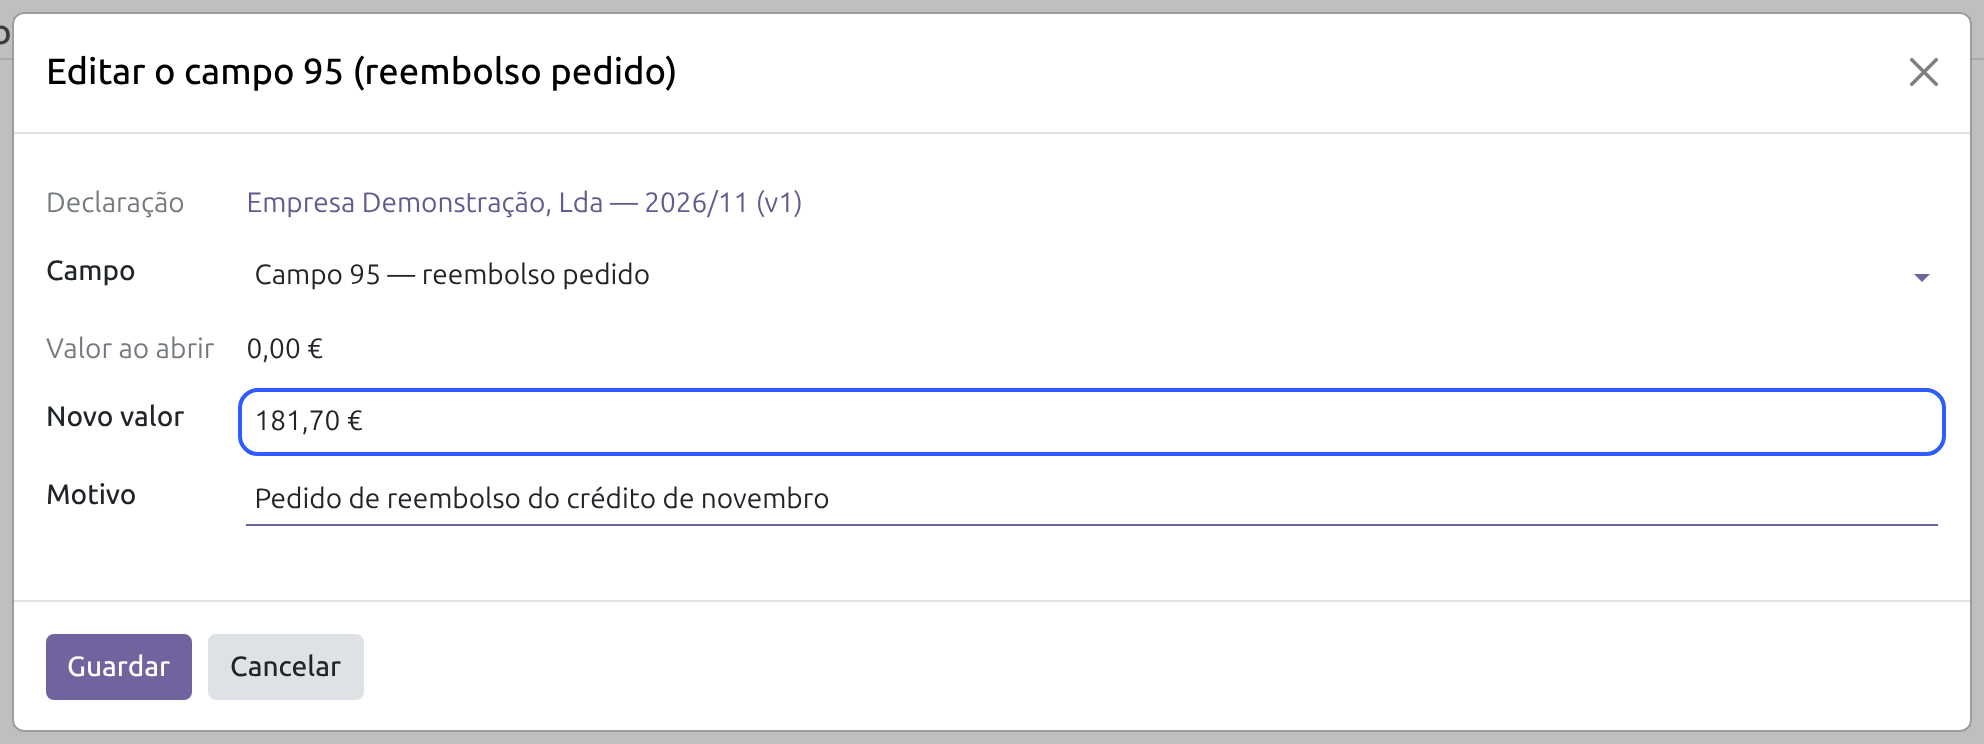 Editar o campo 95 (reembolso pedido)
Declaração Empresa Demonstração, Lda — 2026/11 (v1)
Campo Campo 95 — reembolso pedido
Valor ao abrir 0,00 €
Novo valor 181,70 €
Motivo Pedido de reembolso do crédito de novembro
Guardar Cancelar